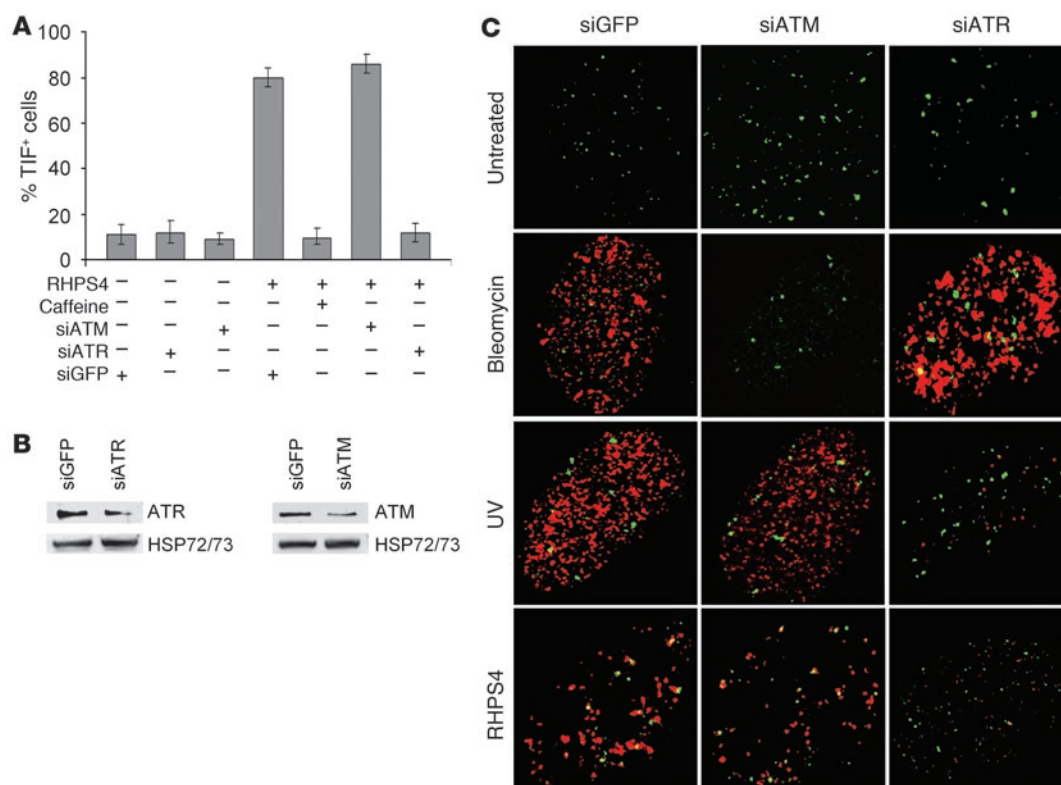 A
% TIF+ cells
100
80
60
40
20
0
RHPS4 – – – + + + +
Caffeine – – – – + – –
siATM – – + – – + –
siATR – + – – – – +
siGFP + – – + – – –
B
siGFP siATR
ATR
HSP72/73
siGFP siATM
ATM
HSP72/73
C
siGFP siATM siATR
Untreated
Bleomycin
UV
RHPS4